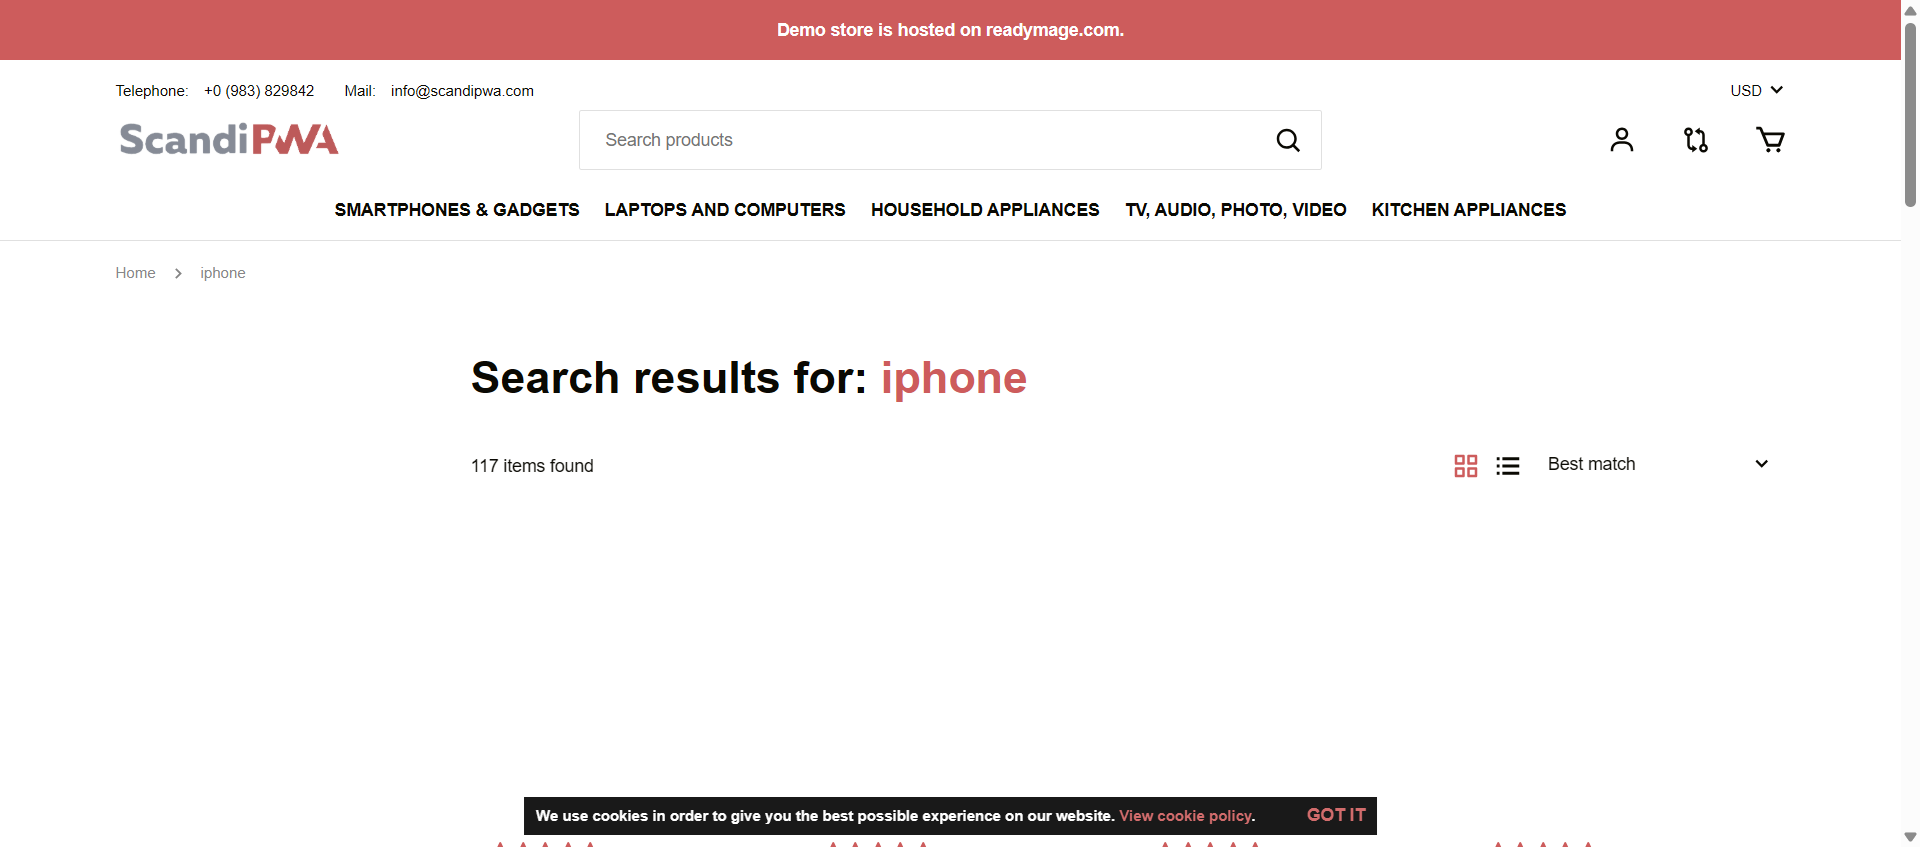 Demo store is hosted on readymage.com.
Telephone: +0 (983) 829842 Mail: info@scandipwa.com
USD
ScandiPWA
Search products
SMARTPHONES & GADGETS LAPTOPS AND COMPUTERS HOUSEHOLD APPLIANCES TV, AUDIO, PHOTO, VIDEO KITCHEN APPLIANCES
Home iphone
Search results for: iphone
117 items found
Best match
We use cookies in order to give you the best possible experience on our website. View cookie policy. GOT IT